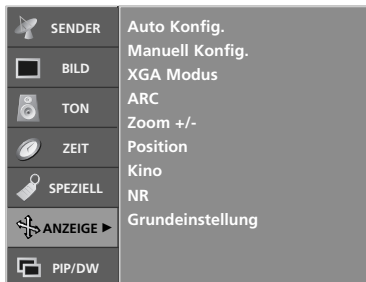 SENDER
BILD
TON
ZEIT
SPEZIELL
ANZEIGE ►
PIP/DW
Auto Konfig.
Manuell Konfig.
XGA Modus
ARC
Zoom +/-
Position
Kino
NR
Grundeinstellung